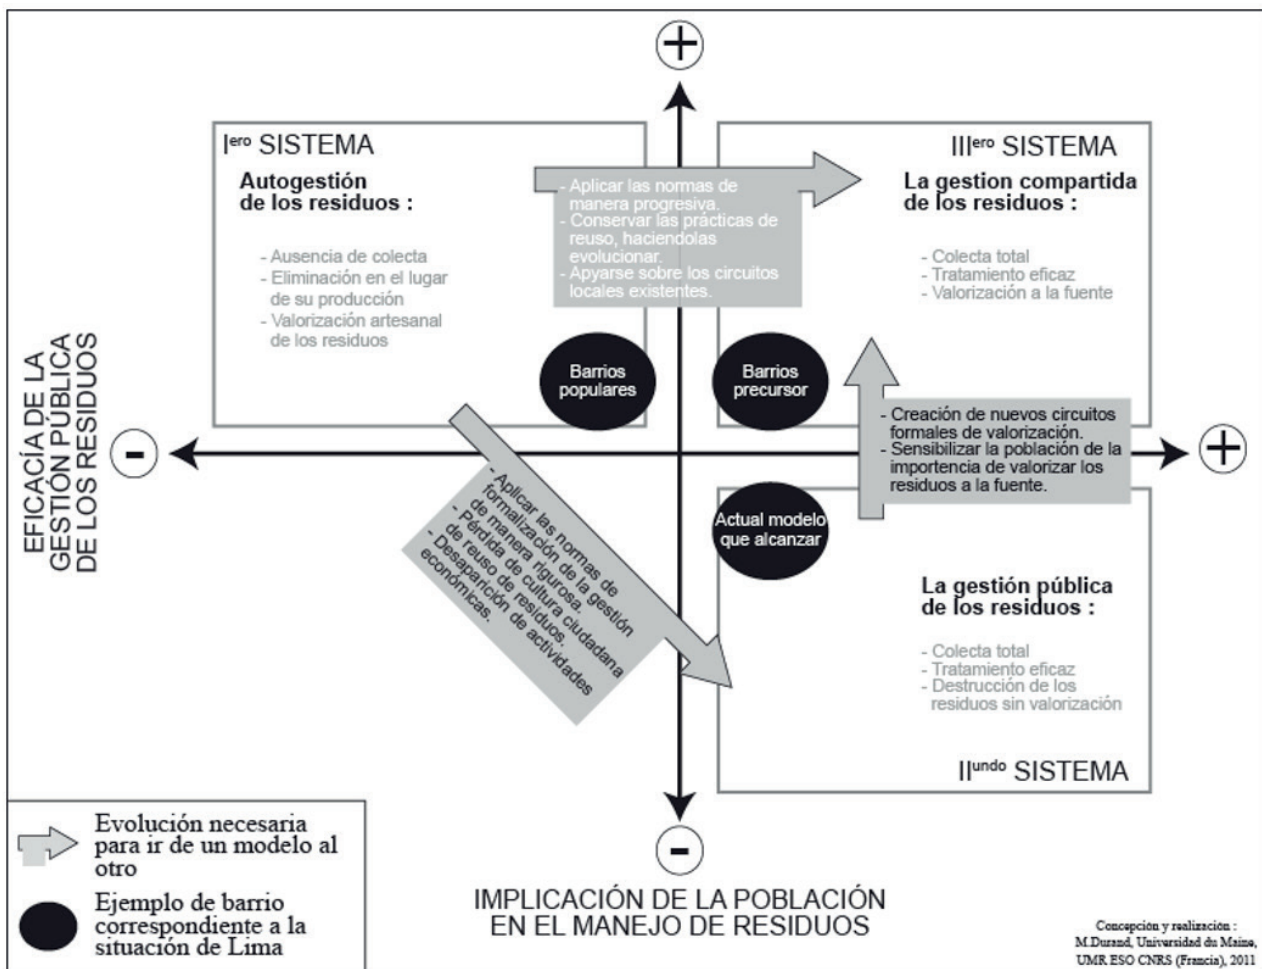 +
Iero SISTEMA
Autogestión
de los residuos :
- Ausencia de colecta
- Eliminación en el lugar
de su producción
- Valorización artesanal
de los residuos
- Aplicar las normas de
manera progresiva.
- Conservar las prácticas de
reuso, haciendolas
evolucionar.
- Apyarse sobre los circuitos
locales existentes.
IIIero SISTEMA
La gestion compartida
de los residuos :
- Colecta total
- Tratamiento eficaz
- Valorización a la fuente
Barrios
populares
Barrios
precursor
EFICACÍA DE LA
GESTIÓN PÚBLICA
DE LOS RESIDUOS
-
+
- Creación de nuevos circuitos
formales de valorización.
- Sensibilizar la población de la
importancia de valorizar los
residuos a la fuente.
- Aplicar las normas de
formalización de la gestión
de manera rigurosa.
- Pérdida de cultura ciudadana
de reuso de residuos.
- Desaparición de actividades
económicas.
Actual modelo
que alcanzar
La gestión pública
de los residuos :
- Colecta total
- Tratamiento eficaz
- Destrucción de los
residuos sin valorización
IIundo SISTEMA
-
IMPLICACIÓN DE LA POBLACIÓN
EN EL MANEJO DE RESIDUOS
Evolución necesaria
para ir de un modelo al
otro
Ejemplo de barrio
correspondiente a la
situación de Lima
Concepción y realización :
M.Durand, Universidad du Maine,
UMR ESO CNRS (Francia), 2011